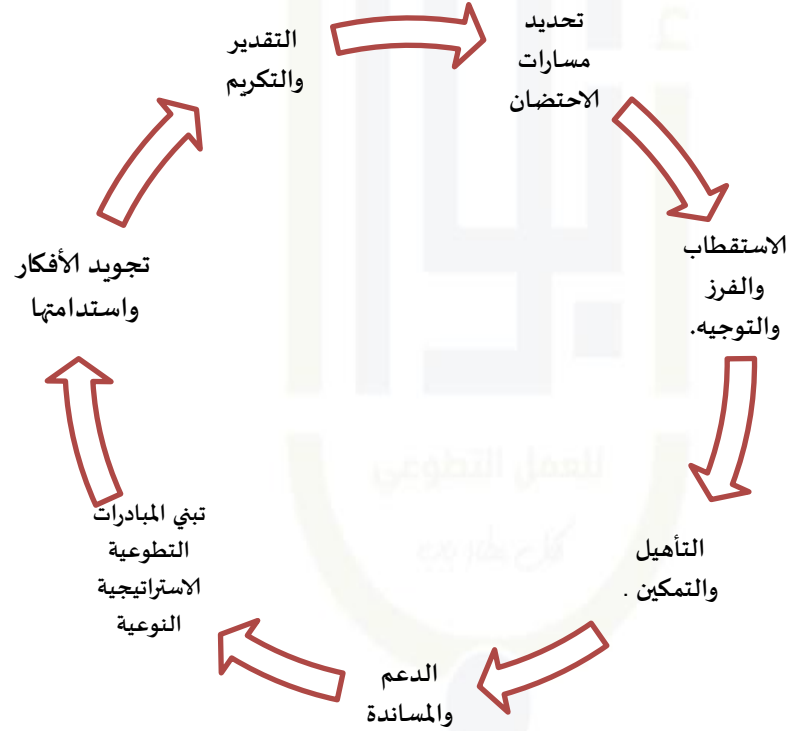 تحديد
مسارات
الاحتضان
الاستقطاب
والفرز
والتوجيه.
التأهيل
والتمكين .
الدعم
والمساندة
تبني المبادرات
التطوعية
الاستراتيجية
النوعية
تجويد الأفكار
واستدامتها
التقدير
والتكريم
للعمل التطوعي